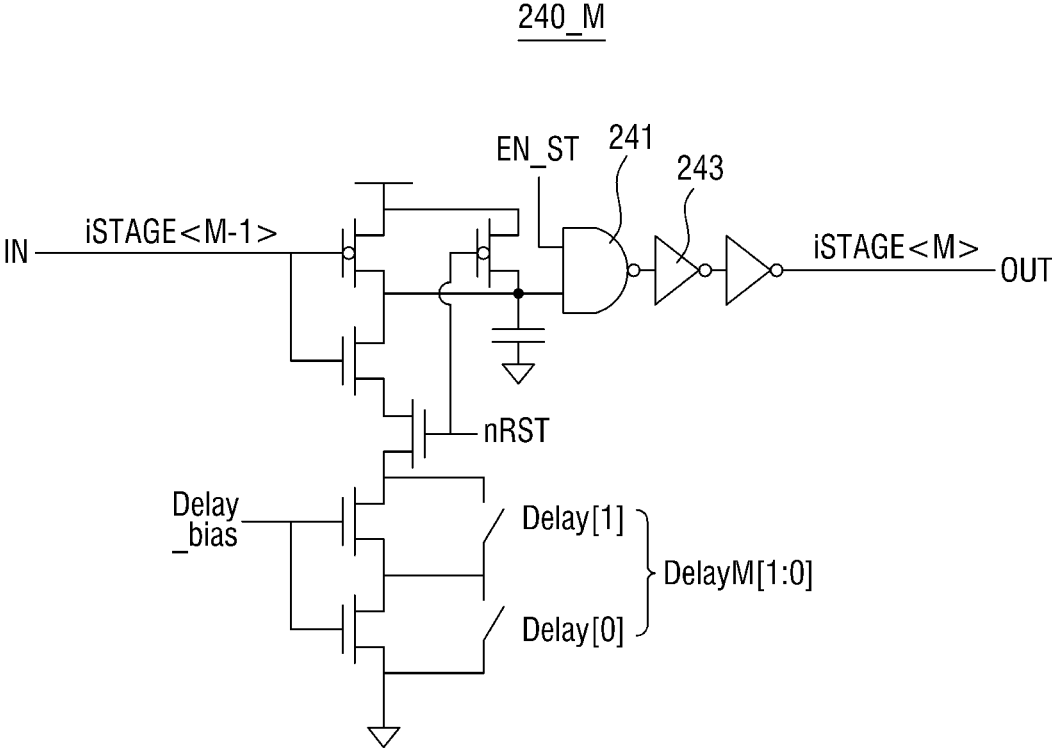 240_M
241
EN_ST
243
iSTAGE<M-1>
iSTAGE<M>
IN
OUT
nRST
Delay
_bias
Delay[1]
DelayM[1:0]
Delay[0]